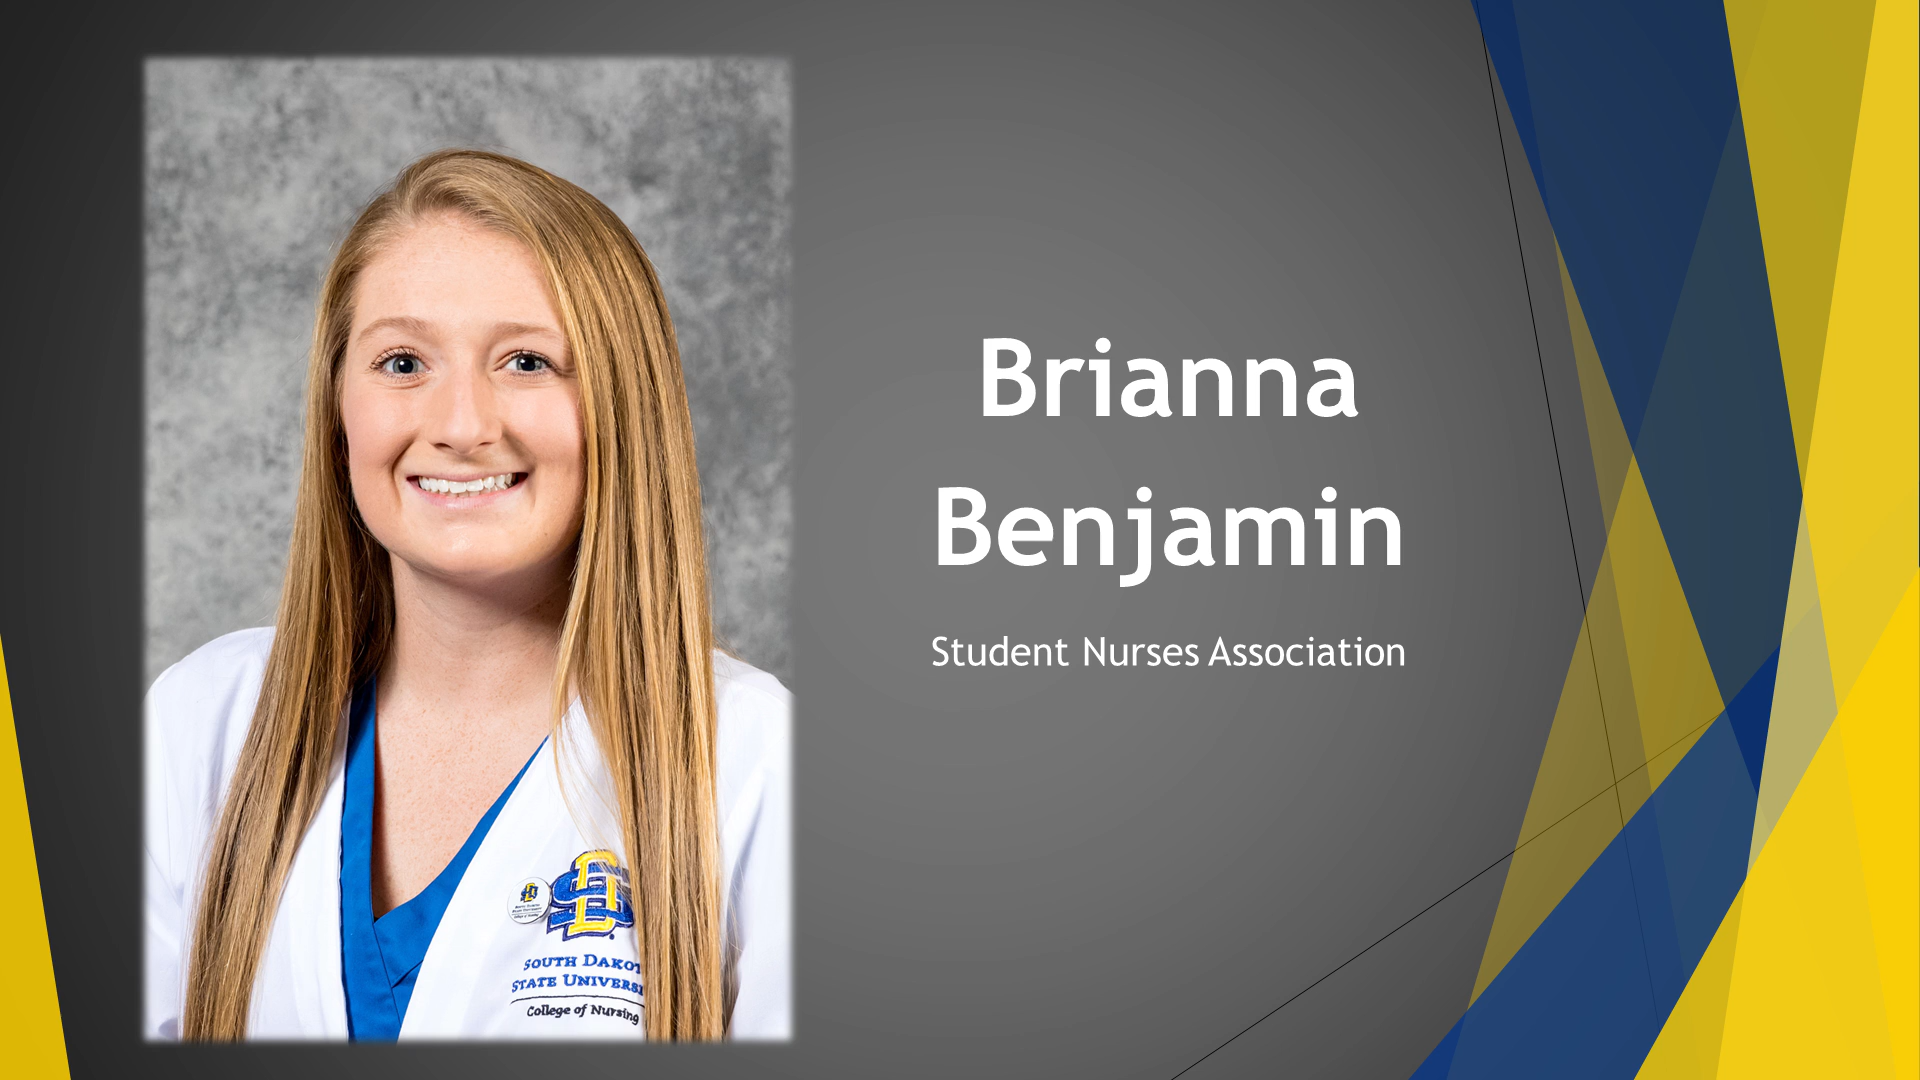 Brianna
Benjamin
Student Nurses Association
SOUTH DAKOT
STATE UNIVERSI
College of Nursing